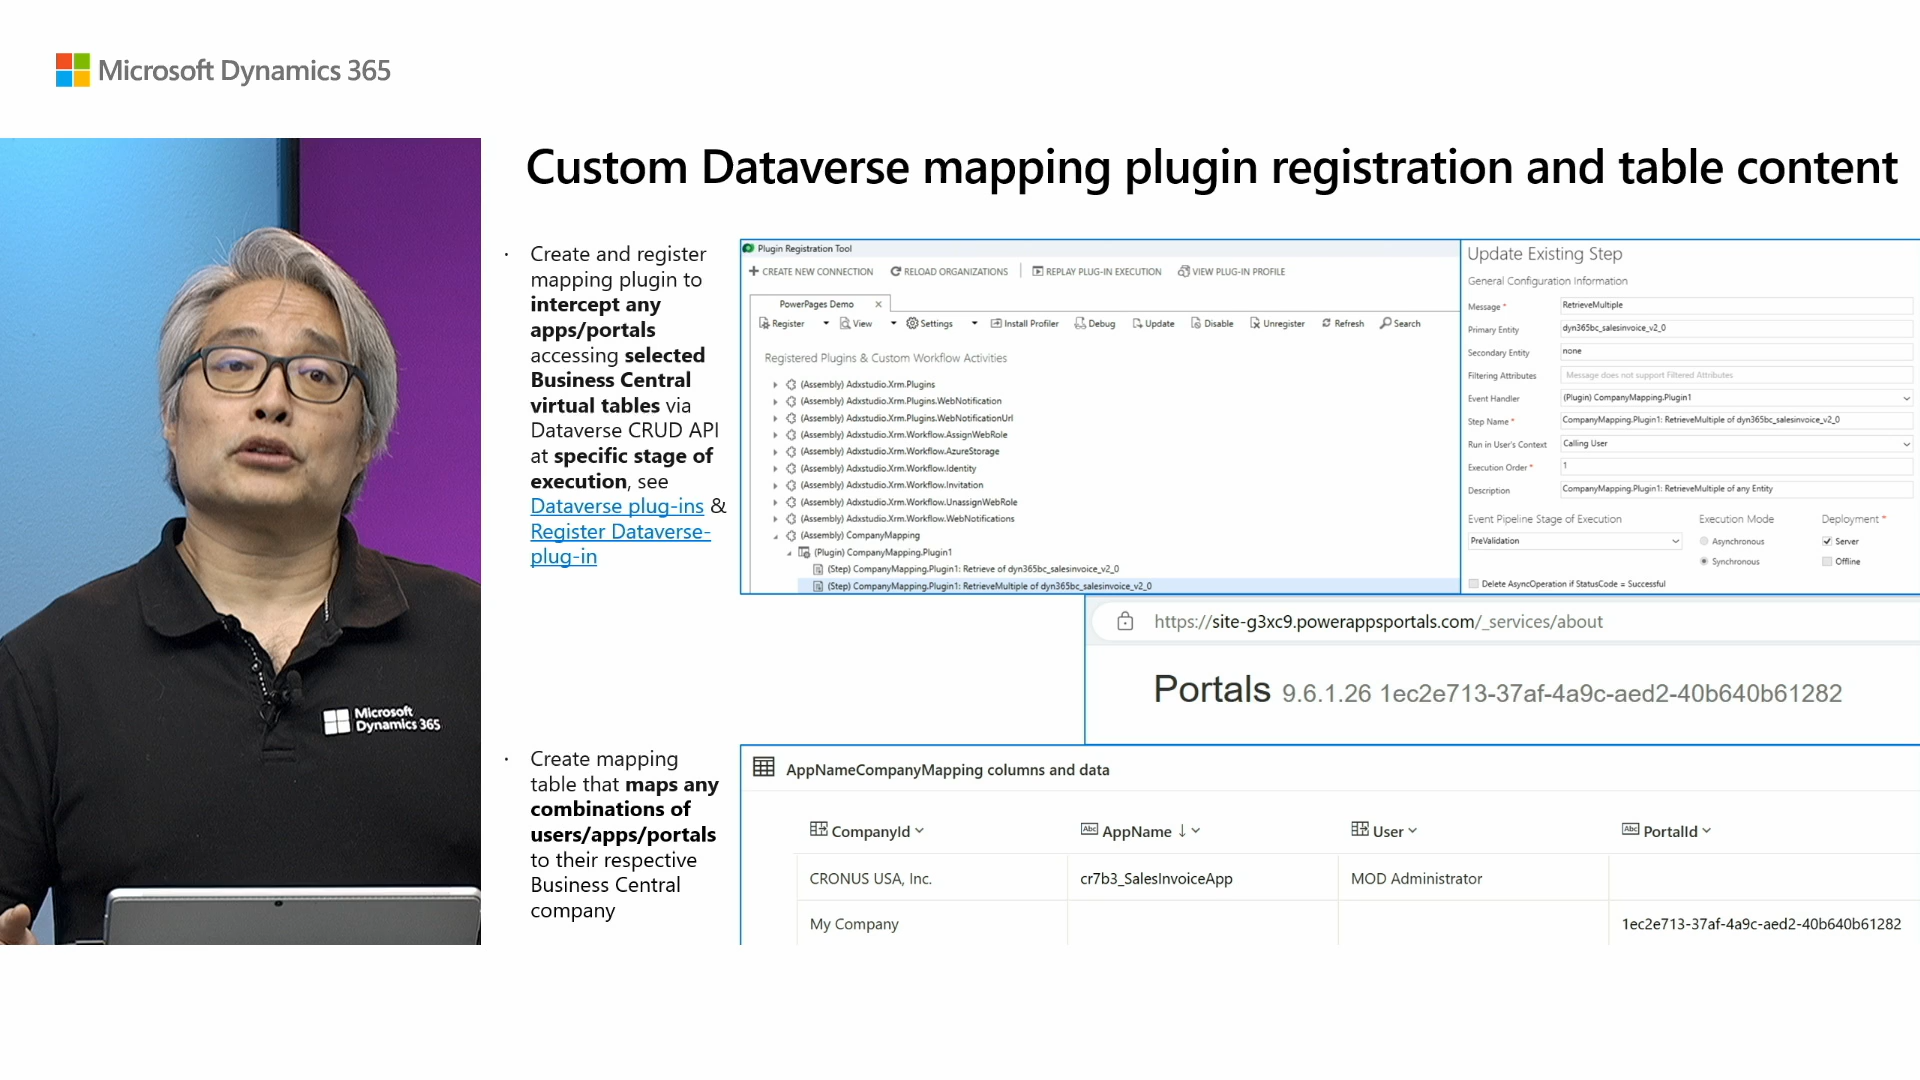 Microsoft Dynamics 365
Custom Dataverse mapping plugin registration and table content
· Create and register
mapping plugin to
intercept any
apps/portals
accessing selected
Business Central
virtual tables via
Dataverse CRUD API
at specific stage of
execution, see
Dataverse plug-ins &
Register Dataverse-
plug-in
Plugin Registration Tool
CREATE NEW CONNECTION RELOAD ORGANIZATIONS REPLAY PLUG-IN EXECUTION VIEW PLUG-IN PROFILE
PowerPages Demo
Register View Settings Install Profiler Debug Update Disable Unregister Refresh Search
Registered Plugins & Custom Workflow Activities
(Assembly) Adxstudio.Xrm.Plugins
(Assembly) Adxstudio.Xrm.Plugins.WebNotification
(Assembly) Adxstudio.Xrm.Plugins.WebNotificationUrl
(Assembly) Adxstudio.Xrm.Workflow.AssignWebRole
(Assembly) Adxstudio.Xrm.Workflow.AzureStorage
(Assembly) Adxstudio.Xrm.Workflow.Identity
(Assembly) Adxstudio.Xrm.Workflow.Invitation
(Assembly) Adxstudio.Xrm.Workflow.UnassignWebRole
(Assembly) Adxstudio.Xrm.Workflow.WebNotifications
(Assembly) CompanyMapping
(Plugin) CompanyMapping.Plugin1
(Step) CompanyMapping.Plugin1: Retrieve of dyn365bc_salesinvoice_v2_0
(Step) CompanyMapping.Plugin1: RetrieveMultiple of dyn365bc_salesinvoice_v2_0
Update Existing Step
General Configuration Information
Message * RetrieveMultiple
Primary Entity dyn365bc_salesinvoice_v2_0
Secondary Entity none
Filtering Attributes Message does not support Filtered Attributes
Event Handler (Plugin) CompanyMapping.Plugin1
Step Name * CompanyMapping.Plugin1: RetrieveMultiple of dyn365bc_salesinvoice_v2_0
Run in User's Context Calling User
Execution Order * 1
Description CompanyMapping.Plugin1: RetrieveMultiple of any Entity
Event Pipeline Stage of Execution Execution Mode Deployment *
PreValidation Asynchronous Server
Synchronous Offline
Delete AsyncOperation if StatusCode = Successful
https://site-g3xc9.powerappsportals.com/_services/about
Portals 9.6.1.26 1ec2e713-37af-4a9c-aed2-40b640b61282
Microsoft
Dynamics 365
· Create mapping
table that maps any
combinations of
users/apps/portals
to their respective
Business Central
company
AppNameCompanyMapping columns and data
CompanyId Abc AppName ↓ User Abc PortalId
CRONUS USA, Inc. cr7b3_SalesInvoiceApp MOD Administrator
My Company 1ec2e713-37af-4a9c-aed2-40b640b61282